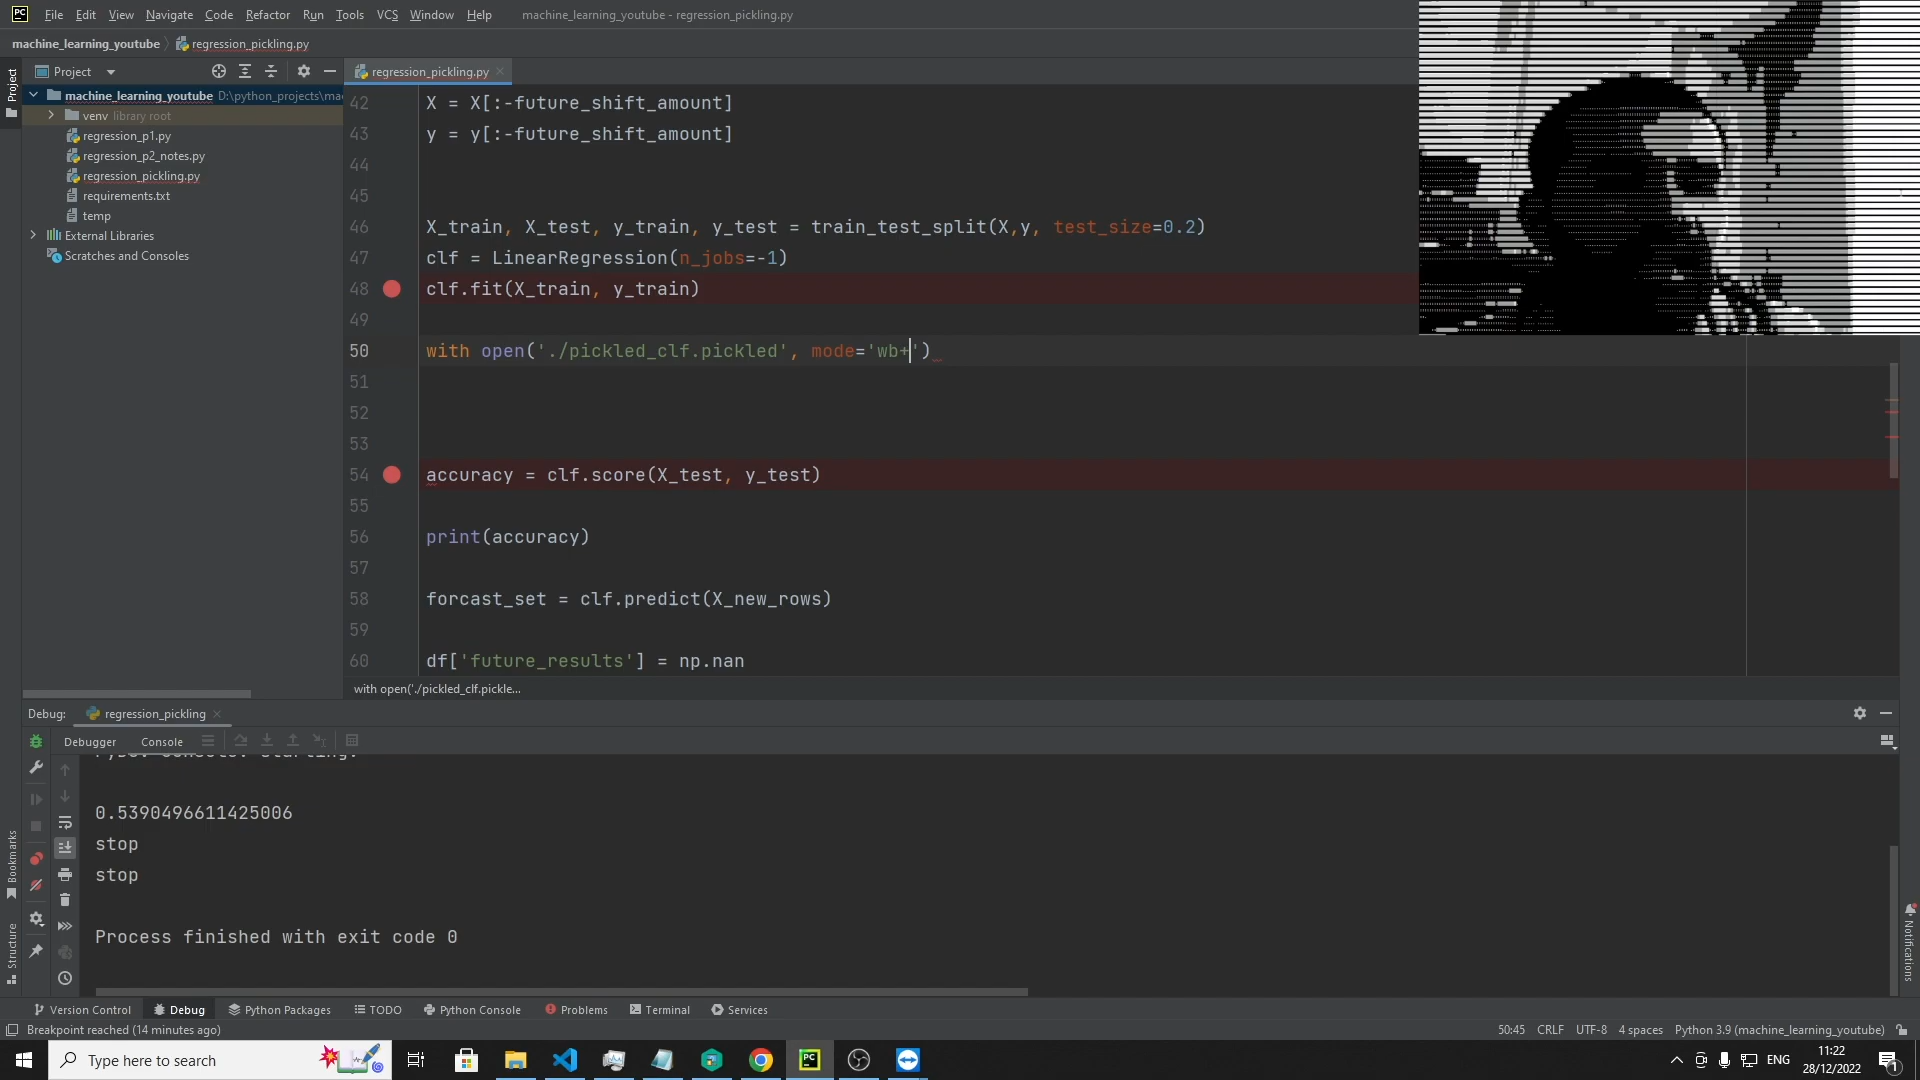 PC File Edit View Navigate Code Refactor Run Tools VCS Window Help machine_learning_youtube - regression_pickling.py
machine_learning_youtube regression_pickling.py
Project
regression_pickling.py
Project
machine_learning_youtube D:\python_projects\mac
venv library root
regression_p1.py
regression_p2_notes.py
regression_pickling.py
requirements.txt
temp
External Libraries
Scratches and Consoles
42 X = X[:-future_shift_amount]
43 y = y[:-future_shift_amount]
44
45
46 X_train, X_test, y_train, y_test = train_test_split(X,y, test_size=0.2)
47 clf = LinearRegression(n_jobs=-1)
48 clf.fit(X_train, y_train)
49
50 with open('./pickled_clf.pickled', mode='wb+')
51
52
53
54 accuracy = clf.score(X_test, y_test)
55
56 print(accuracy)
57
58 forcast_set = clf.predict(X_new_rows)
59
60 df['future_results'] = np.nan
with open('./pickled_clf.pickle...
Debug: regression_pickling
Debugger Console
0.5390496611425006
stop
stop
Process finished with exit code 0
Bookmarks
Structure
Notifications
Version Control Debug Python Packages TODO Python Console Problems Terminal Services
Breakpoint reached (14 minutes ago) 50:45 CRLF UTF-8 4 spaces Python 3.9 (machine_learning_youtube)
Type here to search
PC
ENG
11:22
28/12/2022
1